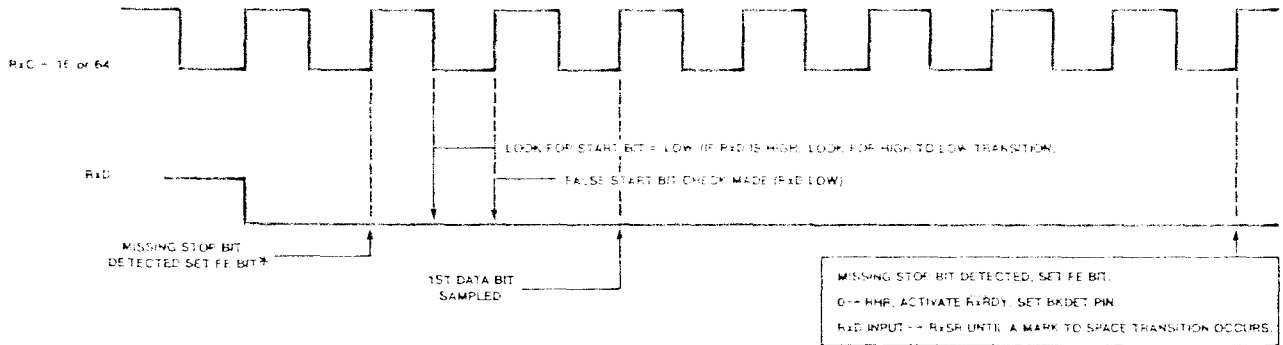 RxC ÷ 16 or 64
LOOK FOR START BIT = LOW (IF RxD IS HIGH, LOOK FOR HIGH TO LOW TRANSITION.
RxD
FALSE START BIT CHECK MADE (RxD LOW)
MISSING STOP BIT
DETECTED SET FE BIT*
1ST DATA BIT
SAMPLED
MISSING STOP BIT DETECTED, SET FE BIT.
0→ RHR, ACTIVATE RxRDY, SET BKDET PIN
RxD INPUT → RxSR UNTIL A MARK TO SPACE TRANSITION OCCURS.